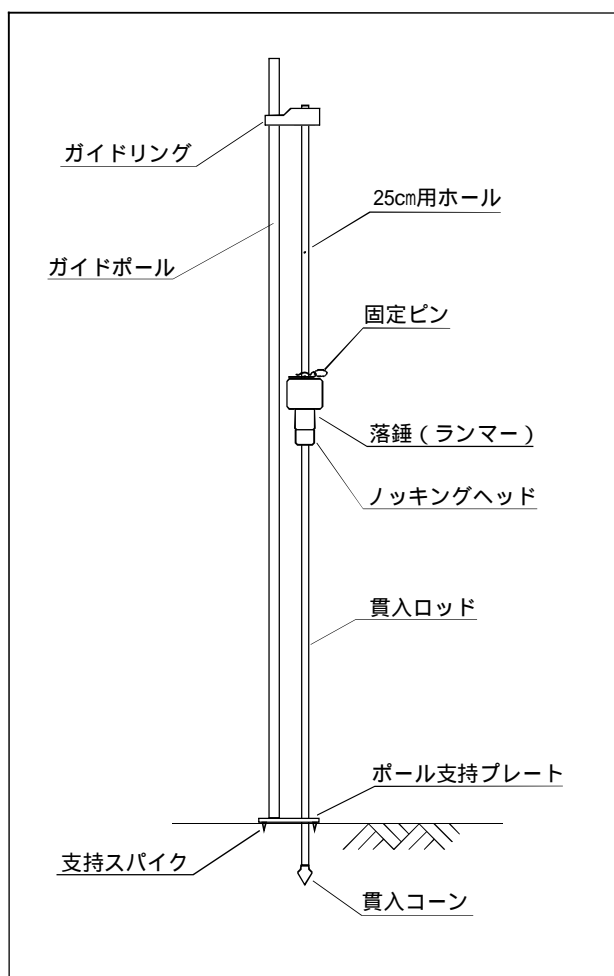 ガイドリング
25㎝用ホール
ガイドポール
固定ピン
落錘（ランマー）
ノッキングヘッド
貫入ロッド
ポール支持プレート
支持スパイク
貫入コーン